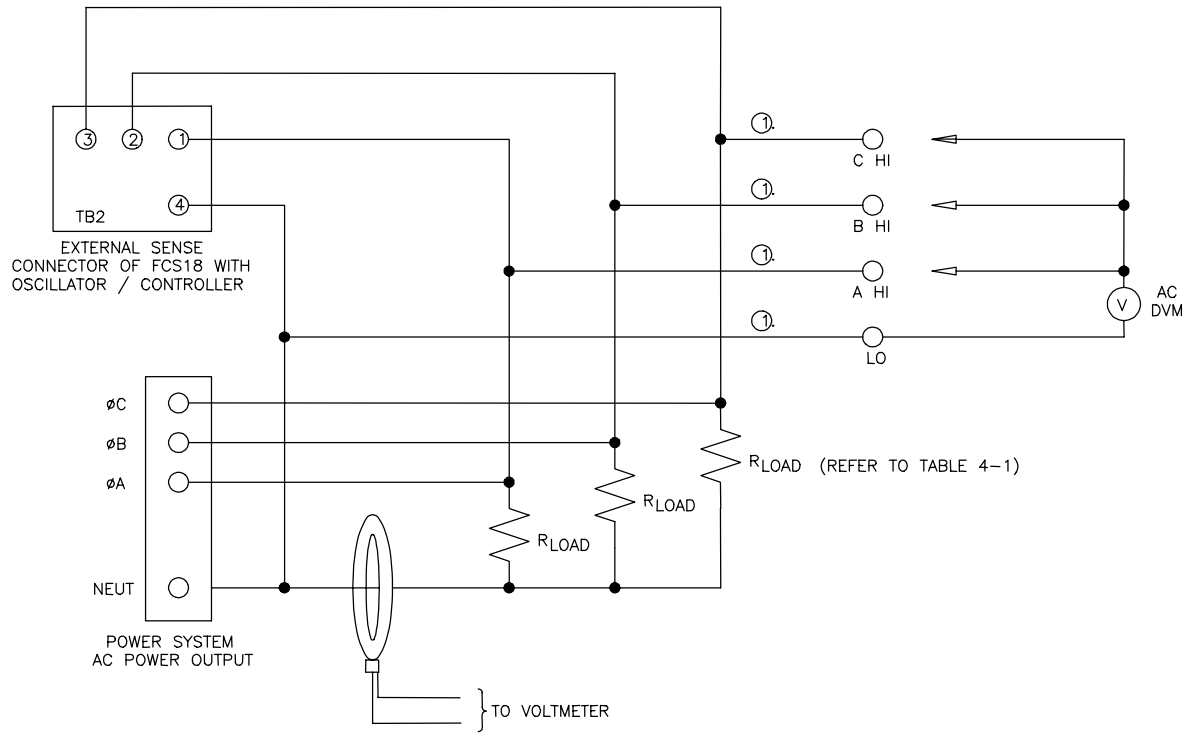 3
2
1
4
TB2
EXTERNAL SENSE
CONNECTOR OF FCS18 WITH
OSCILLATOR / CONTROLLER
1.
C HI
1.
B HI
1.
A HI
1.
LO
V
AC
DVM
øC
øB
øA
NEUT
POWER SYSTEM
AC POWER OUTPUT
RLOAD (REFER TO TABLE 4-1)
RLOAD
RLOAD
TO VOLTMETER